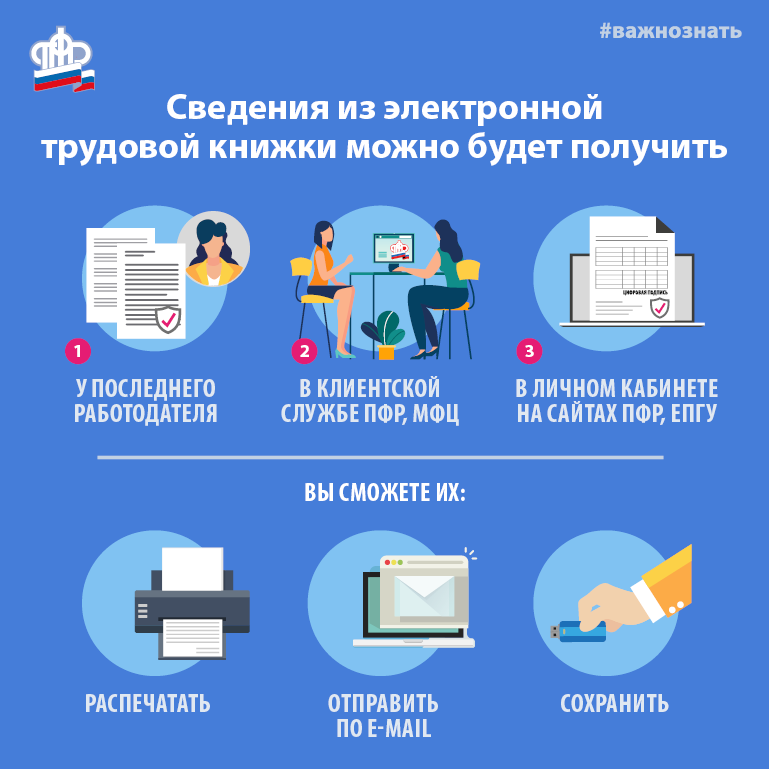 #важнознать
Сведения из электронной
трудовой книжки можно будет получить
ЦИФРОВАЯ ПОДПИСЬ
1
2
3
У ПОСЛЕДНЕГО
РАБОТОДАТЕЛЯ
В КЛИЕНТСКОЙ
СЛУЖБЕ ПФР, МФЦ
В ЛИЧНОМ КАБИНЕТЕ
НА САЙТАХ ПФР, ЕПГУ
ВЫ СМОЖЕТЕ ИХ:
РАСПЕЧАТАТЬ
ОТПРАВИТЬ
ПО E-MAIL
СОХРАНИТЬ